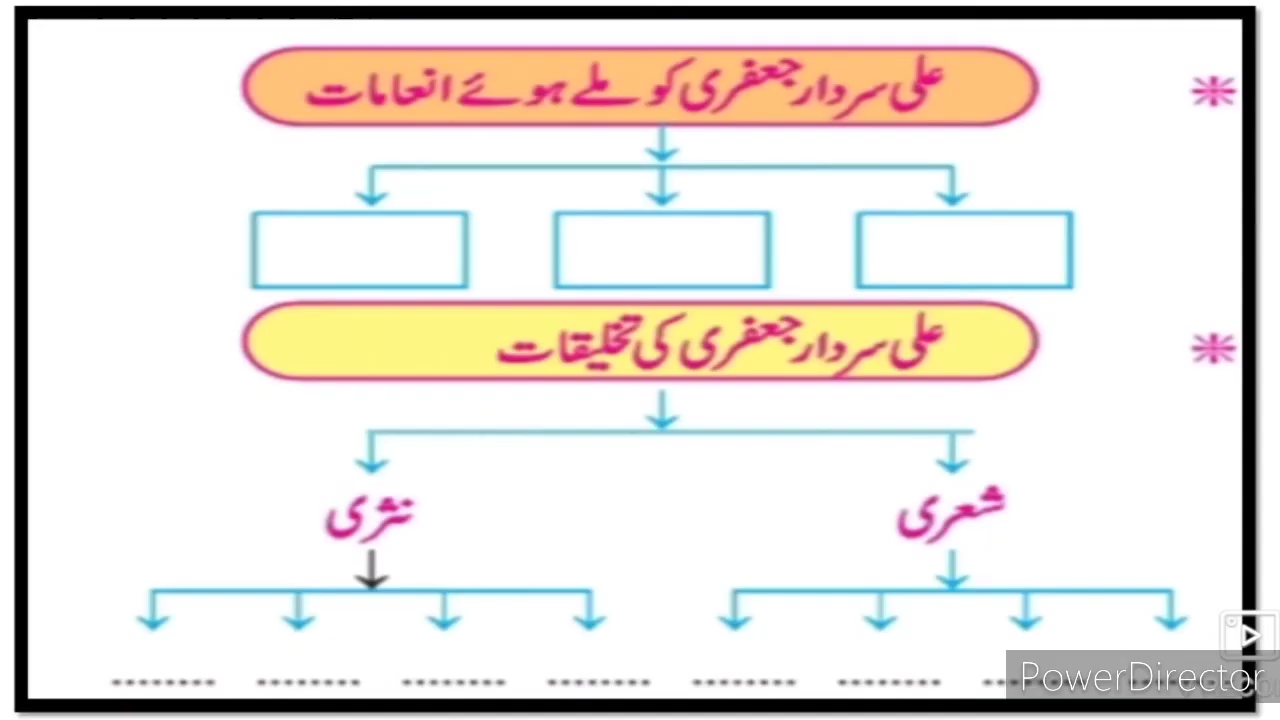 علی سردار جعفری کو ملے ہوئے انعامات
علی سردار جعفری کی تخلیقات
شعری
نثری
PowerDirector